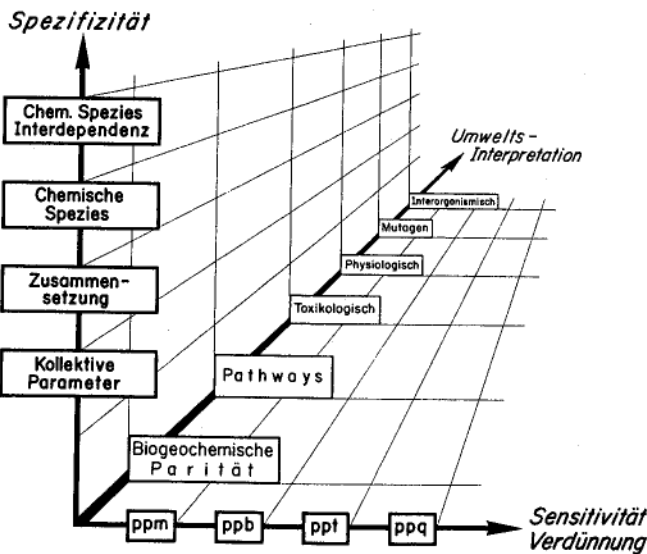 Spezifizität
Chem. Spezies
Interdependenz
Chemische
Spezies
Zusammen-
setzung
Kollektive
Parameter
Umwelts-
Interpretation
Interorgonismisch
Mutagen
Physiologisch
Toxikologisch
Pathways
Biogeochemische
Parität
ppm
ppb
ppt
ppq
Sensitivität
Verdünnung